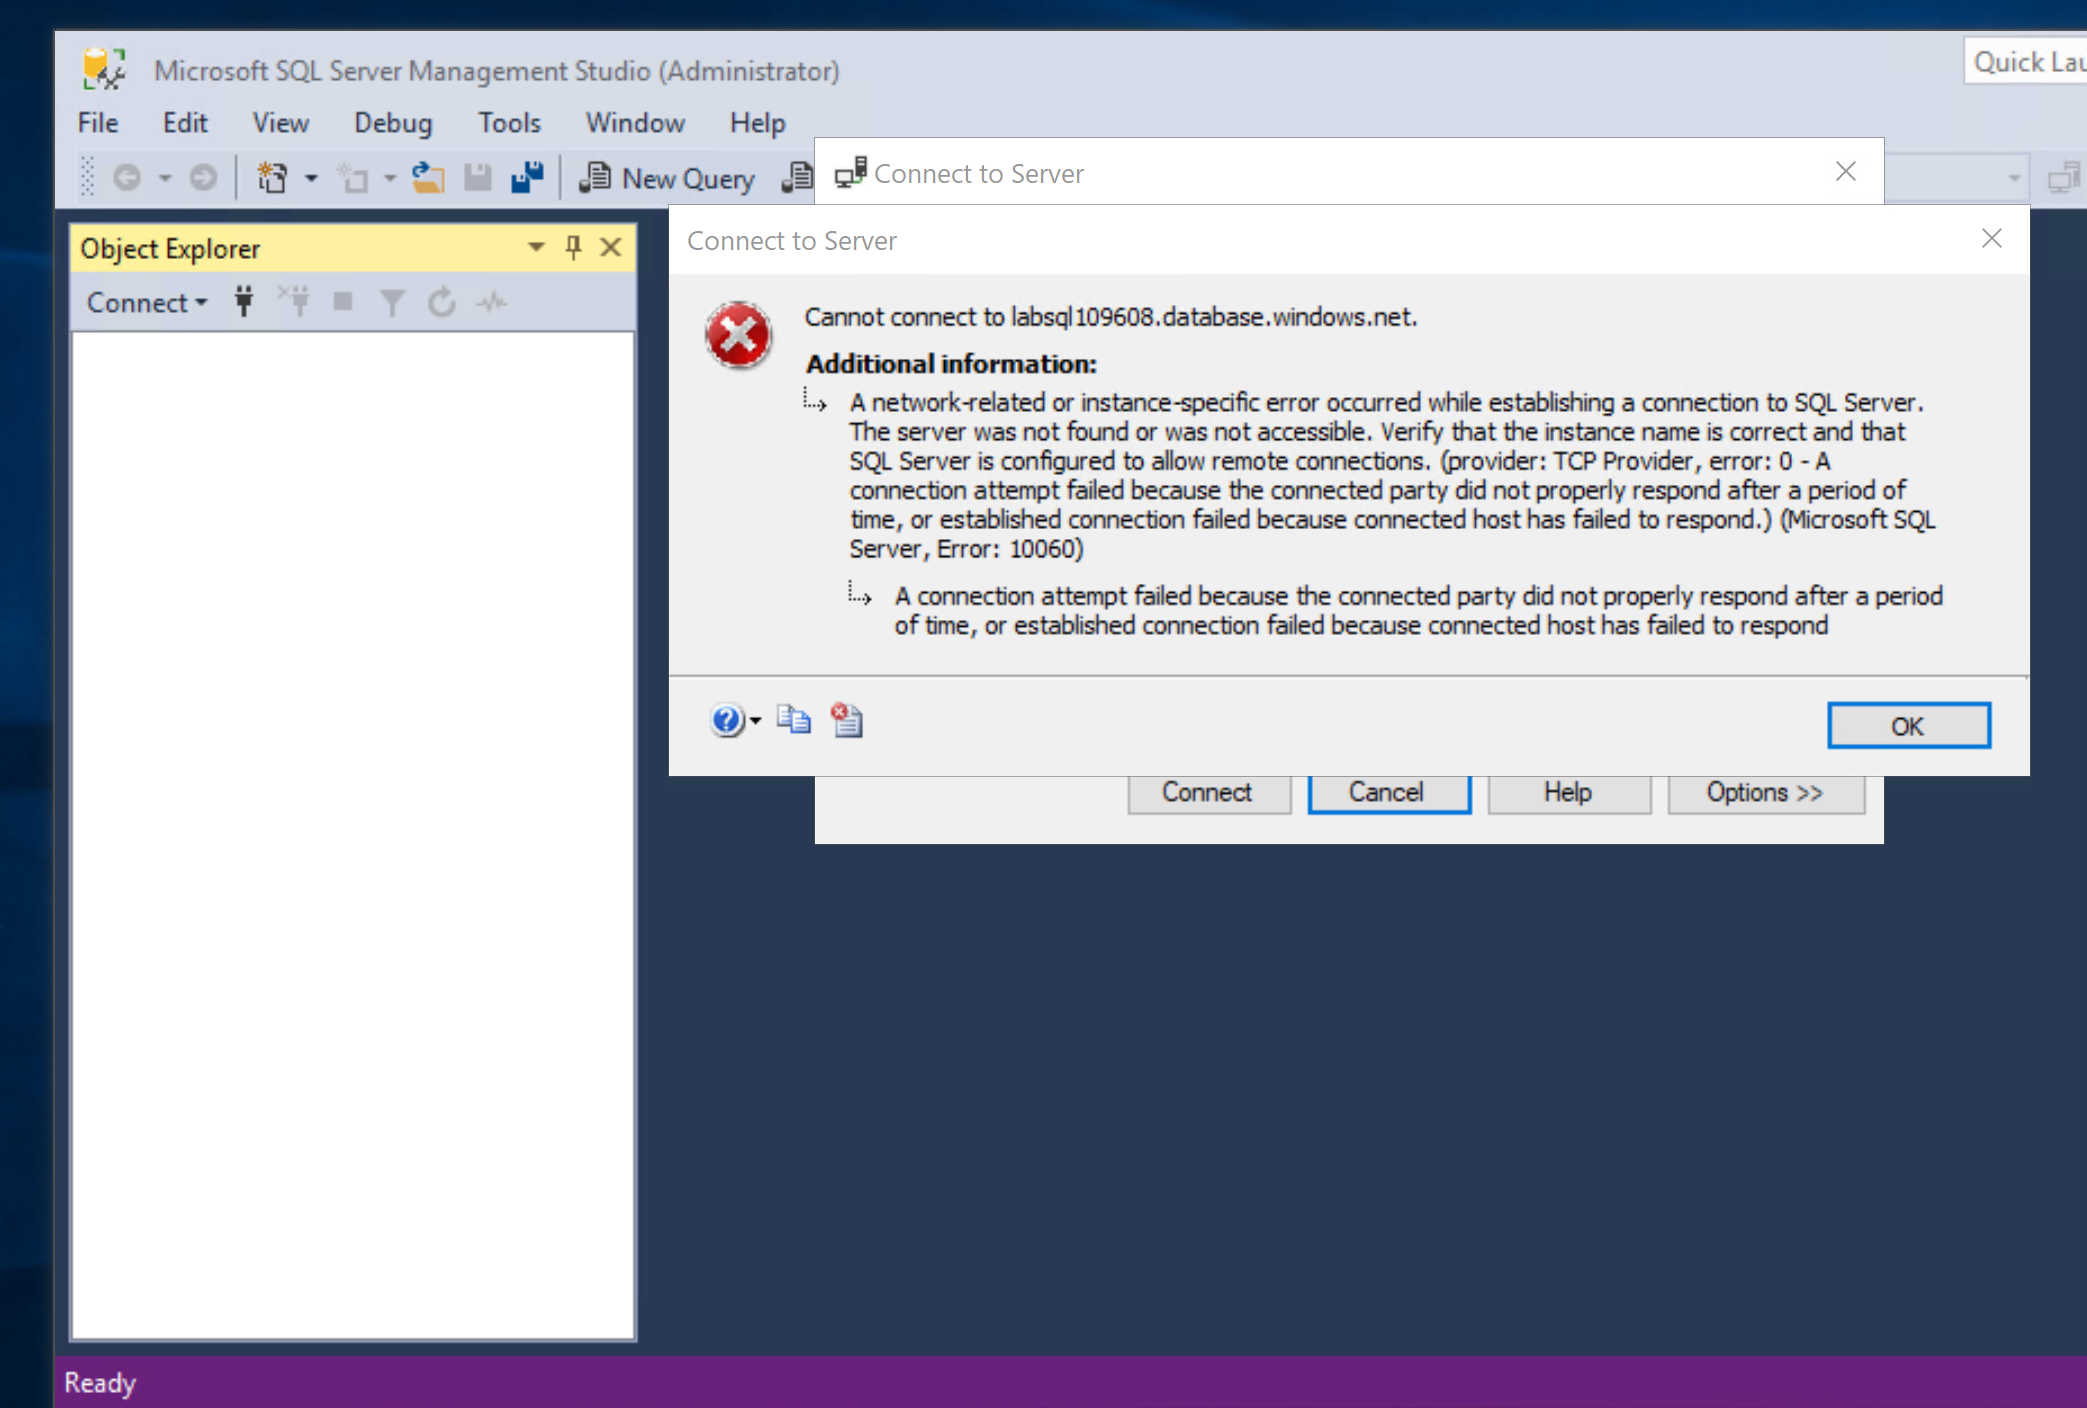 Microsoft SQL Server Management Studio (Administrator)
Quick Lau
File Edit View Debug Tools Window Help
New Query
Connect to Server
Object Explorer
Connect
Connect to Server
Cannot connect to labsql109608.database.windows.net.
Additional information:
A network-related or instance-specific error occurred while establishing a connection to SQL Server.
The server was not found or was not accessible. Verify that the instance name is correct and that
SQL Server is configured to allow remote connections. (provider: TCP Provider, error: 0 - A
connection attempt failed because the connected party did not properly respond after a period of
time, or established connection failed because connected host has failed to respond.) (Microsoft SQL
Server, Error: 10060)
A connection attempt failed because the connected party did not properly respond after a period
of time, or established connection failed because connected host has failed to respond
OK
Connect Cancel Help Options >>
Ready